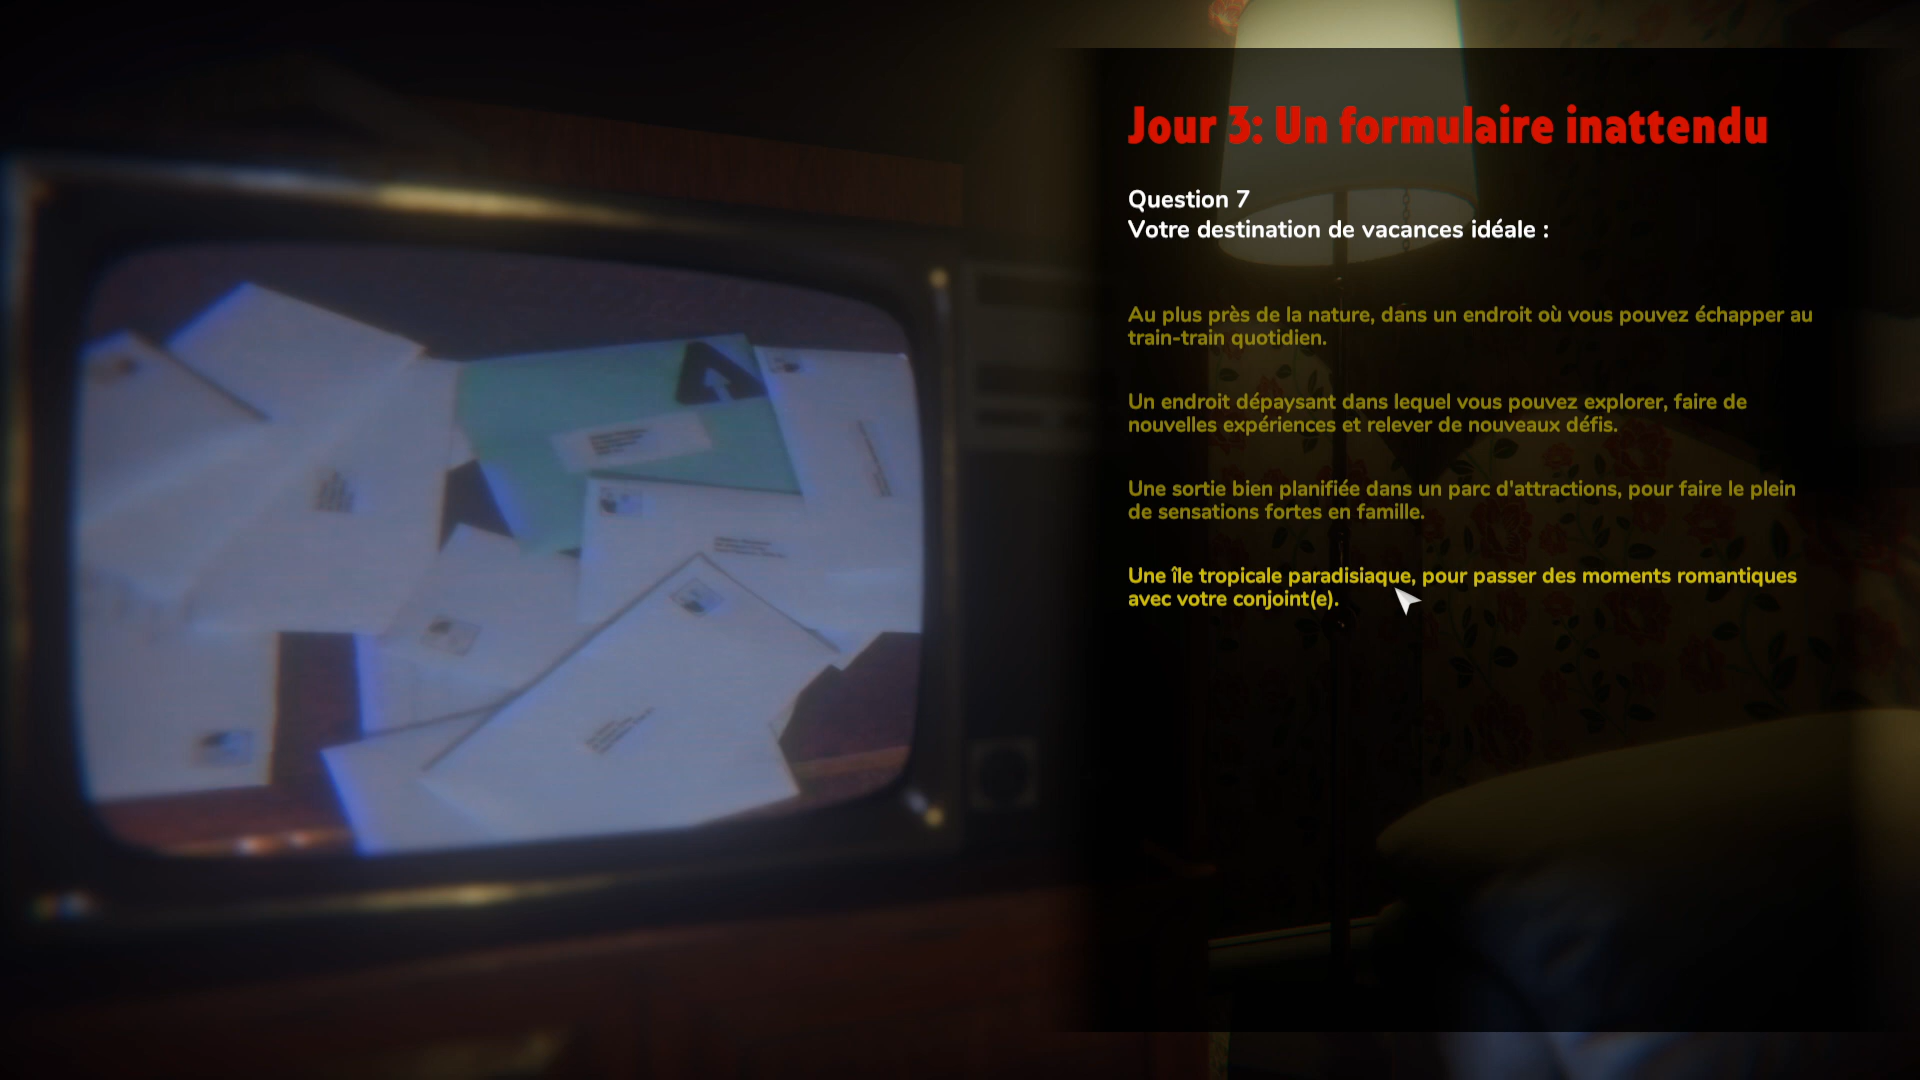 Jour 3: Un formulaire inattendu
Question 7
Votre destination de vacances idéale :
Au plus près de la nature, dans un endroit où vous pouvez échapper au
train-train quotidien.
Un endroit dépaysant dans lequel vous pouvez explorer, faire de
nouvelles expériences et relever de nouveaux défis.
Une sortie bien planifiée dans un parc d'attractions, pour faire le plein
de sensations fortes en famille.
Une île tropicale paradisiaque, pour passer des moments romantiques
avec votre conjoint(e).